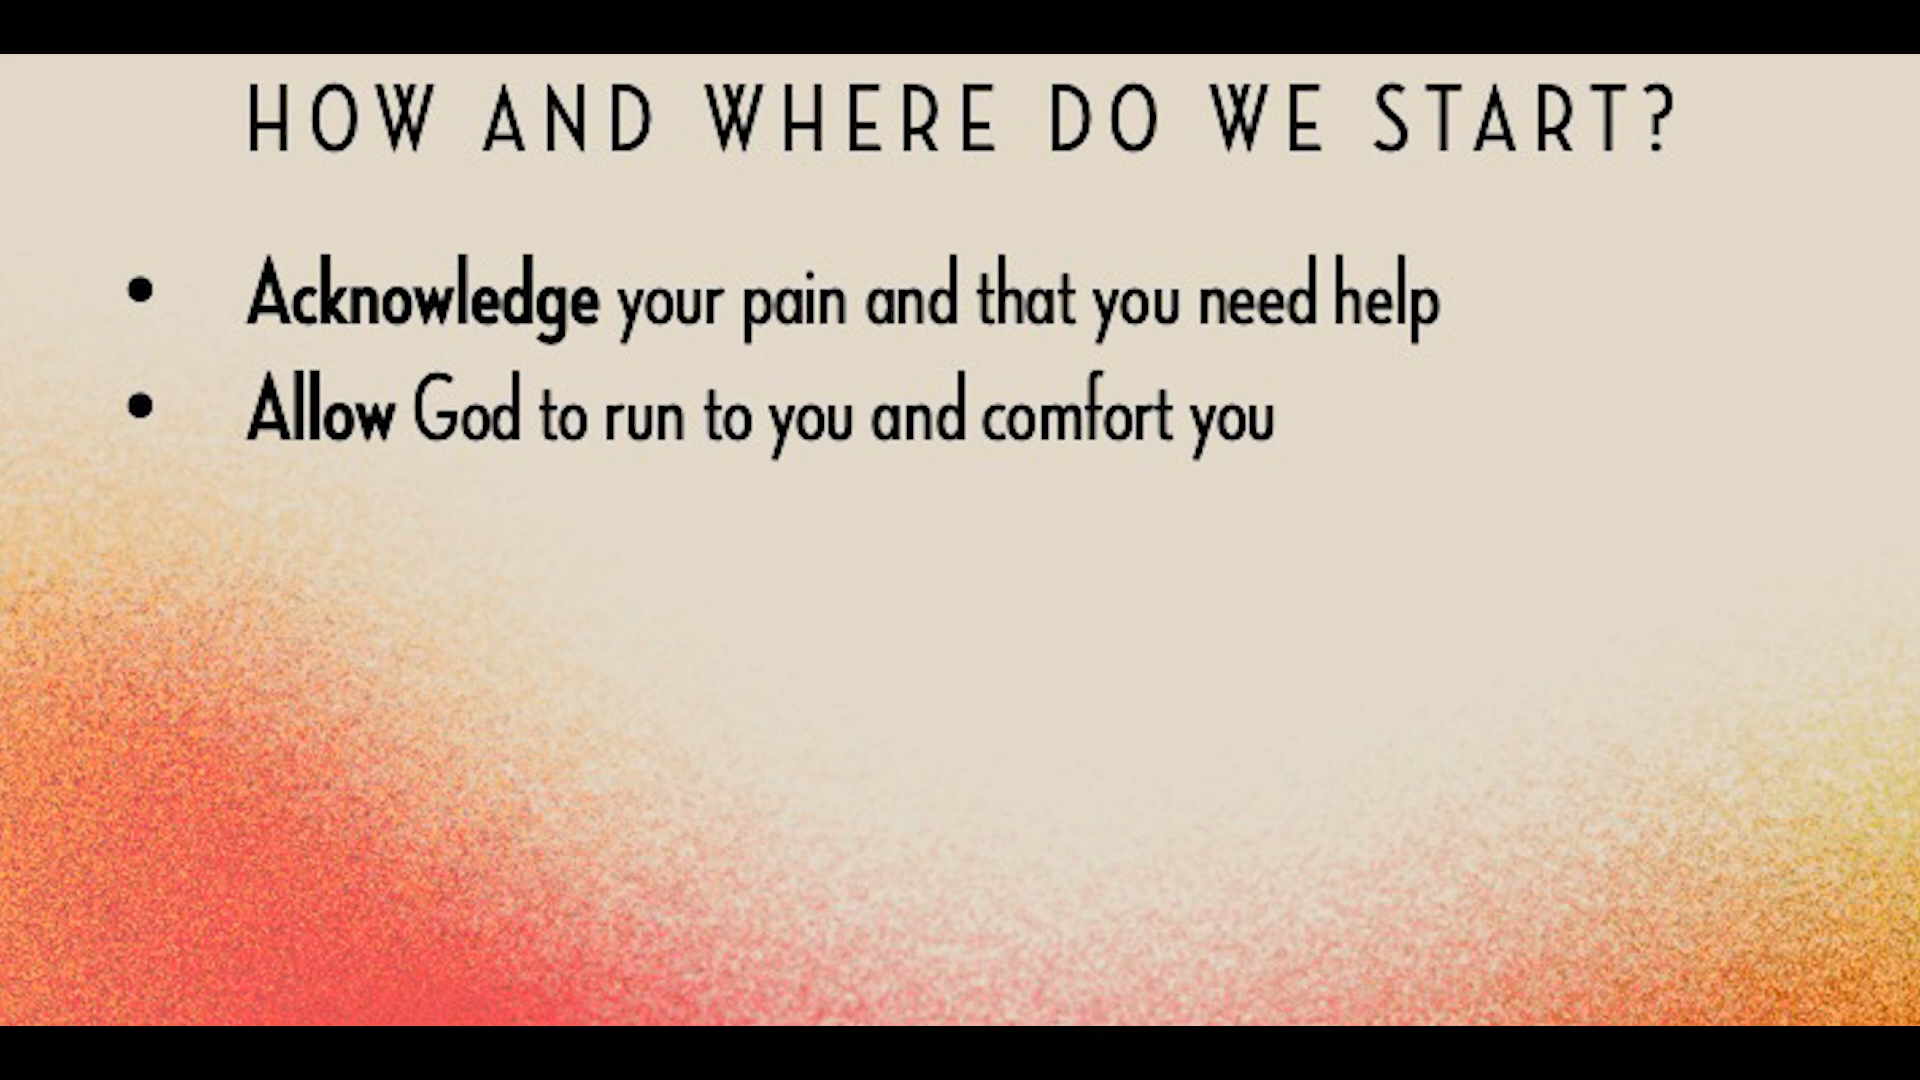 HOW AND WHERE DO WE START?
• Acknowledge your pain and that you need help
• Allow God to run to you and comfort you